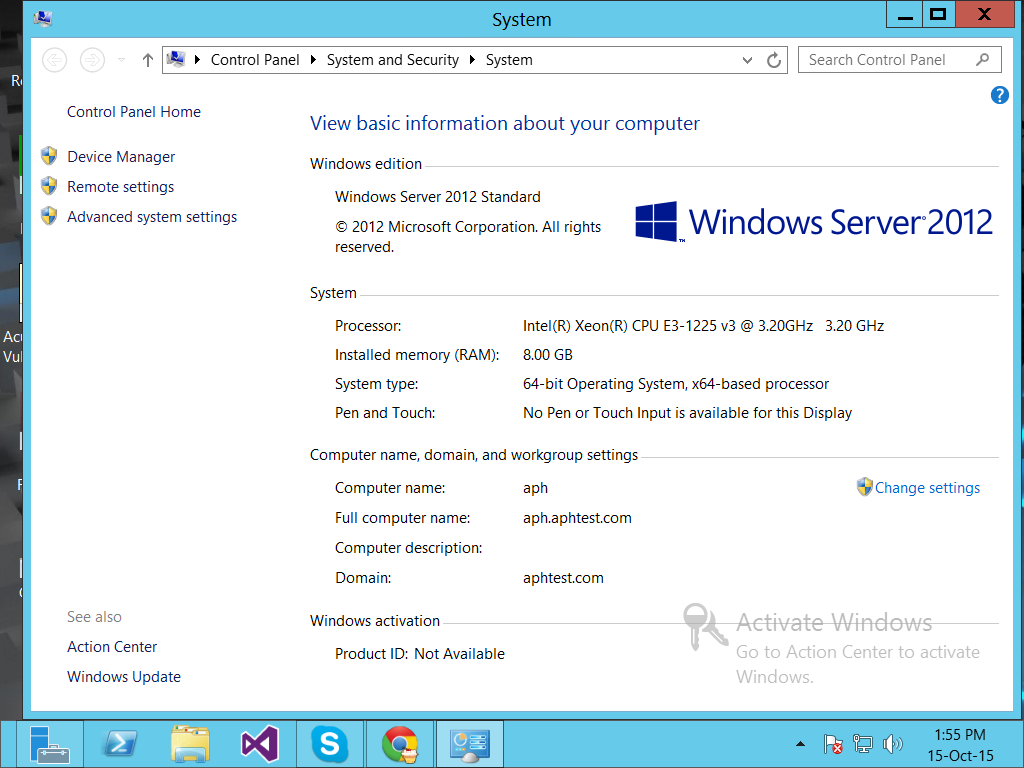 System
Control Panel
System and Security
System
Search Control Panel
Control Panel Home
Device Manager
Remote settings
Advanced system settings
View basic information about your computer
Windows edition
Windows Server 2012 Standard
© 2012 Microsoft Corporation. All rights
reserved.
Windows Server 2012
System
Processor: Intel(R) Xeon(R) CPU E3-1225 v3 @ 3.20GHz 3.20 GHz
Installed memory (RAM): 8.00 GB
System type: 64-bit Operating System, x64-based processor
Pen and Touch: No Pen or Touch Input is available for this Display
Computer name, domain, and workgroup settings
Computer name: aph
Change settings
Full computer name: aph.aphtest.com
Computer description:
Domain: aphtest.com
Windows activation
Product ID: Not Available
See also
Action Center
Windows Update
Activate Windows
Go to Action Center to activate
Windows.
1:55 PM
15-Oct-15